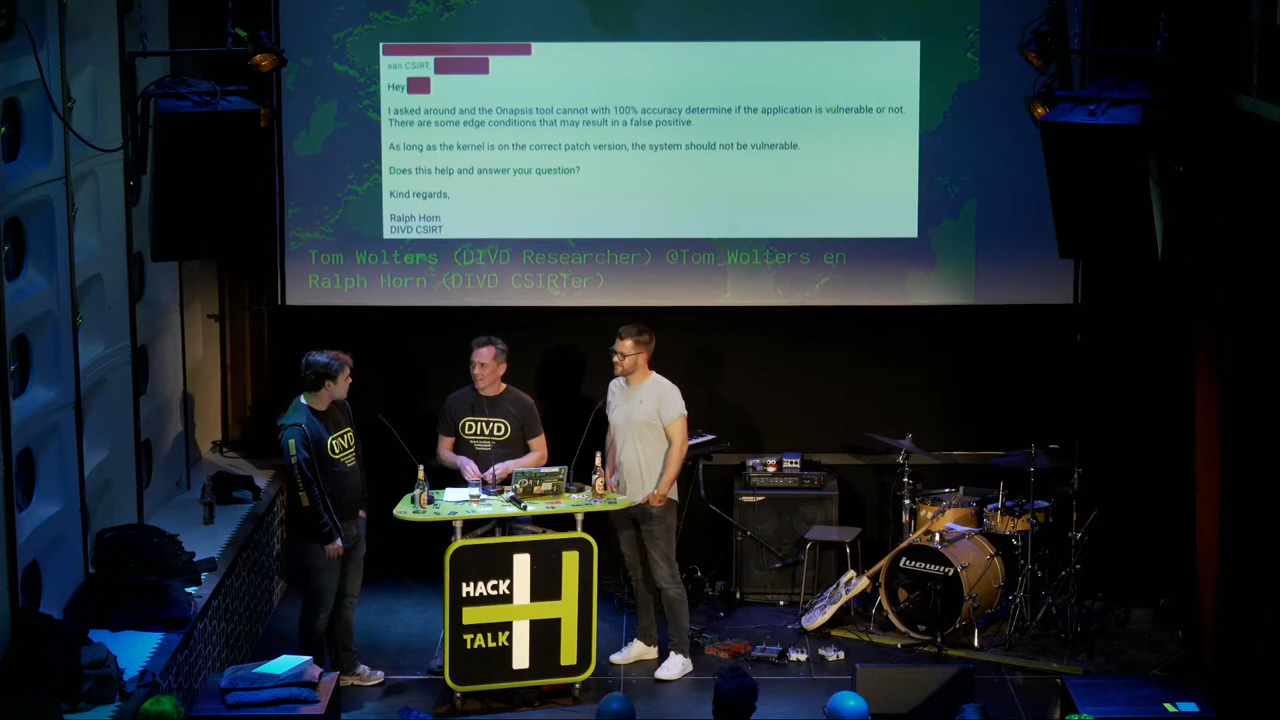 aan CSIRT,
Hey
I asked around and the Onapsis tool cannot with 100% accuracy determine if the application is vulnerable or not.
There are some edge conditions that may result in a false positive.
As long as the kernel is on the correct patch version, the system should not be vulnerable.
Does this help and answer your question?
Kind regards,
Ralph Horn
DIVD CSIRT
Tom Wolters (DIVD Researcher) @Tom_Wolters en
Ralph Horn (DIVD CSIRTer)
DIVD
DIVD
HACK
TALK
H
Ludwig